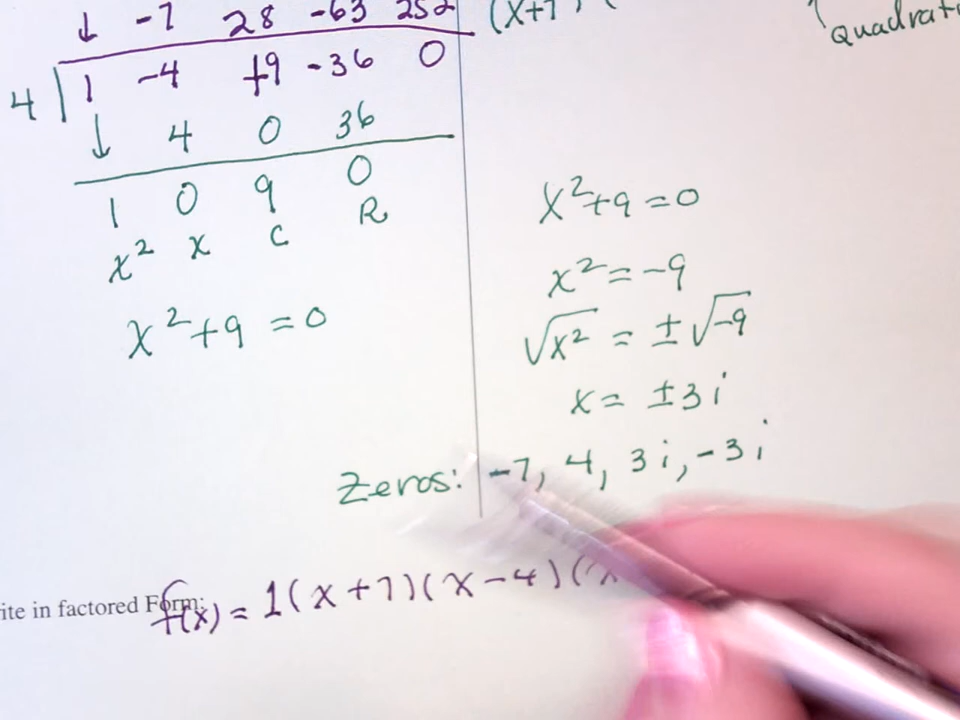 ↓ -7 28 -63 252
(x+7) (
quadrat
4 | 1 -4 +9 -36 0
↓ 4 0 36
1 0 9 0
x² x c R
x²+9 = 0
x²+9 = 0
x² = -9
√x² = ±√-9
x = ±3i
Zeros: -7, 4, 3i, -3i
ite in factored Form:
f(x) = 1(x+7)(x-4)(x